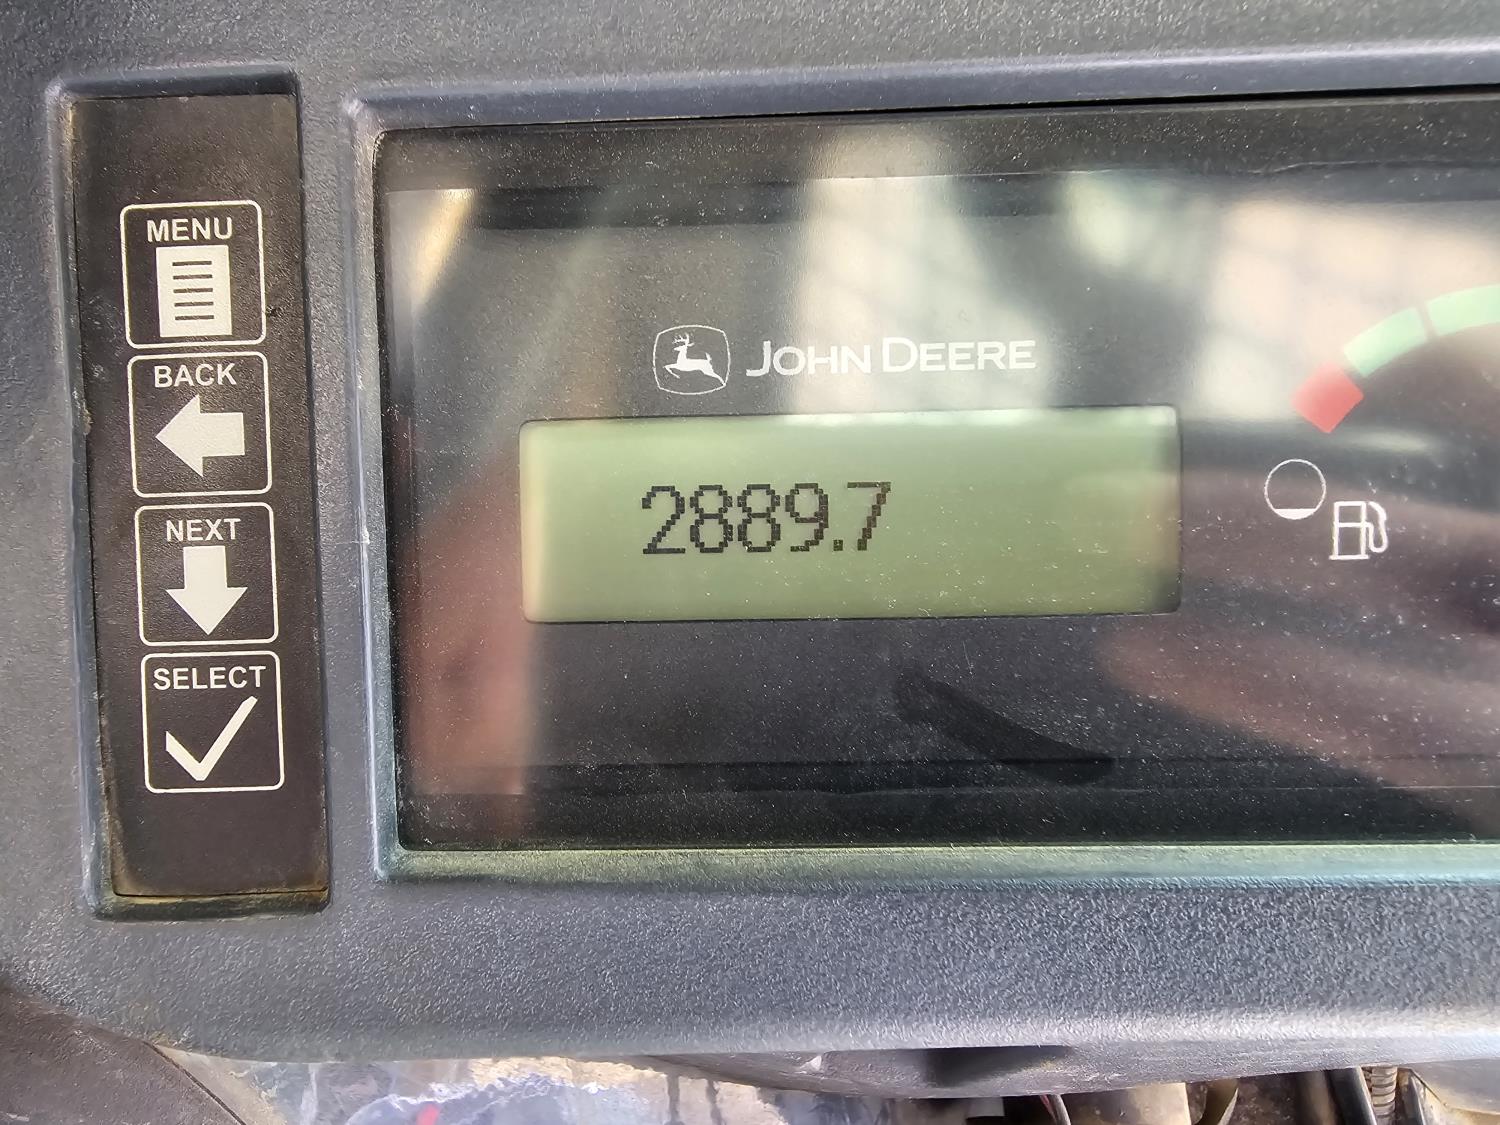 MENU
BACK
NEXT
SELECT
JOHN DEERE
2889.7